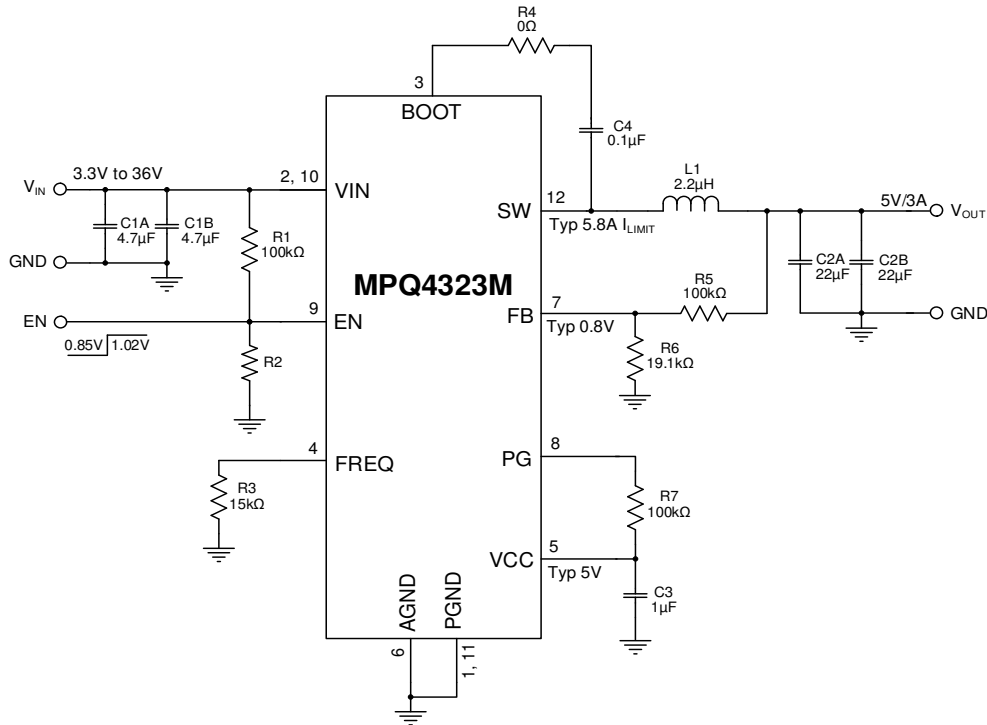 R4
0Ω
3
BOOT
C4
0.1µF
L1
2.2µH
V_IN
3.3V to 36V
2, 10
VIN
SW
12
Typ 5.8A I_LIMIT
5V/3A
V_OUT
C1A
4.7µF
C1B
4.7µF
R1
100kΩ
GND
C2A
22µF
C2B
22µF
MPQ4323M
R5
100kΩ
FB
7
Typ 0.8V
GND
EN
9
EN
0.85V
1.02V
R2
R6
19.1kΩ
4
FREQ
PG
8
R3
15kΩ
R7
100kΩ
VCC
5
Typ 5V
C3
1µF
AGND
PGND
6
1, 11